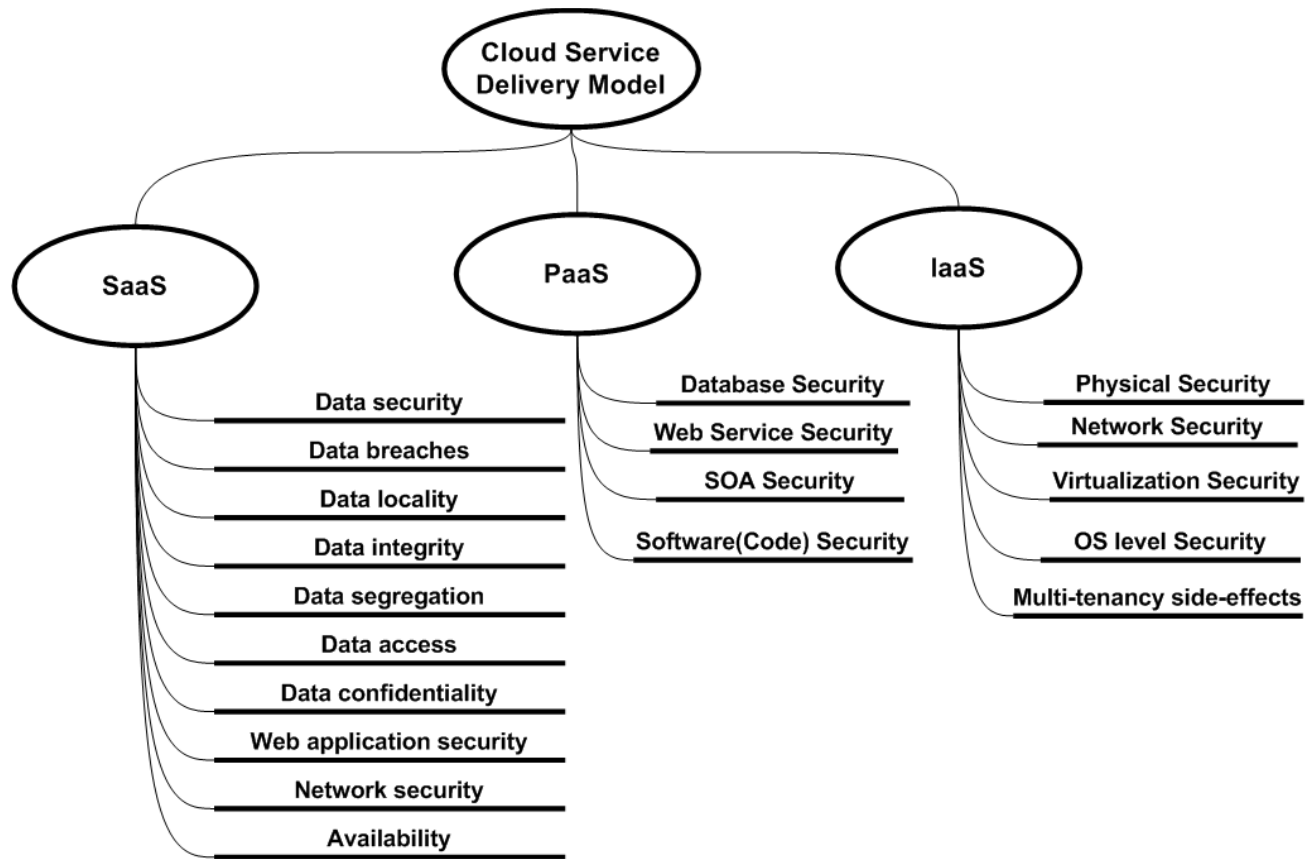 Cloud Service
Delivery Model
SaaS
PaaS
IaaS
Data security
Data breaches
Data locality
Data integrity
Data segregation
Data access
Data confidentiality
Web application security
Network security
Availability
Database Security
Web Service Security
SOA Security
Software(Code) Security
Physical Security
Network Security
Virtualization Security
OS level Security
Multi-tenancy side-effects